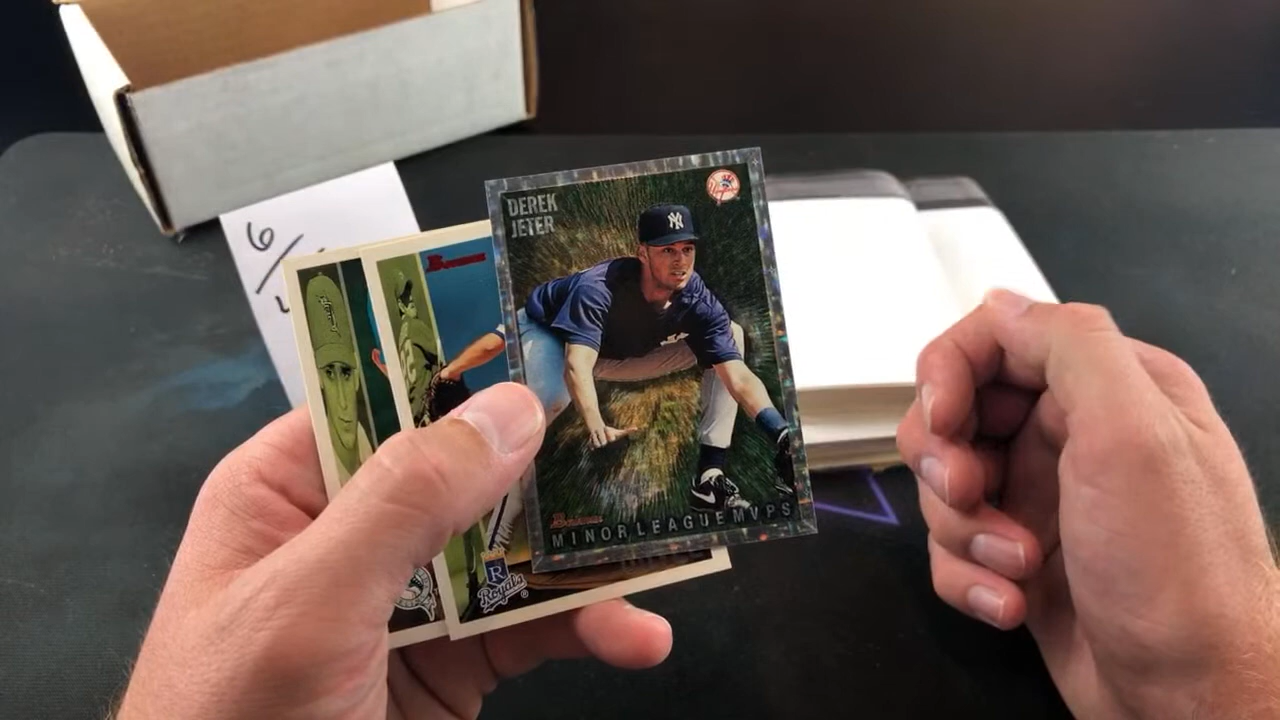 6/
Bowman
DEREK
JETER
NY
Bowman
MINOR LEAGUE MVPS
R
Royals